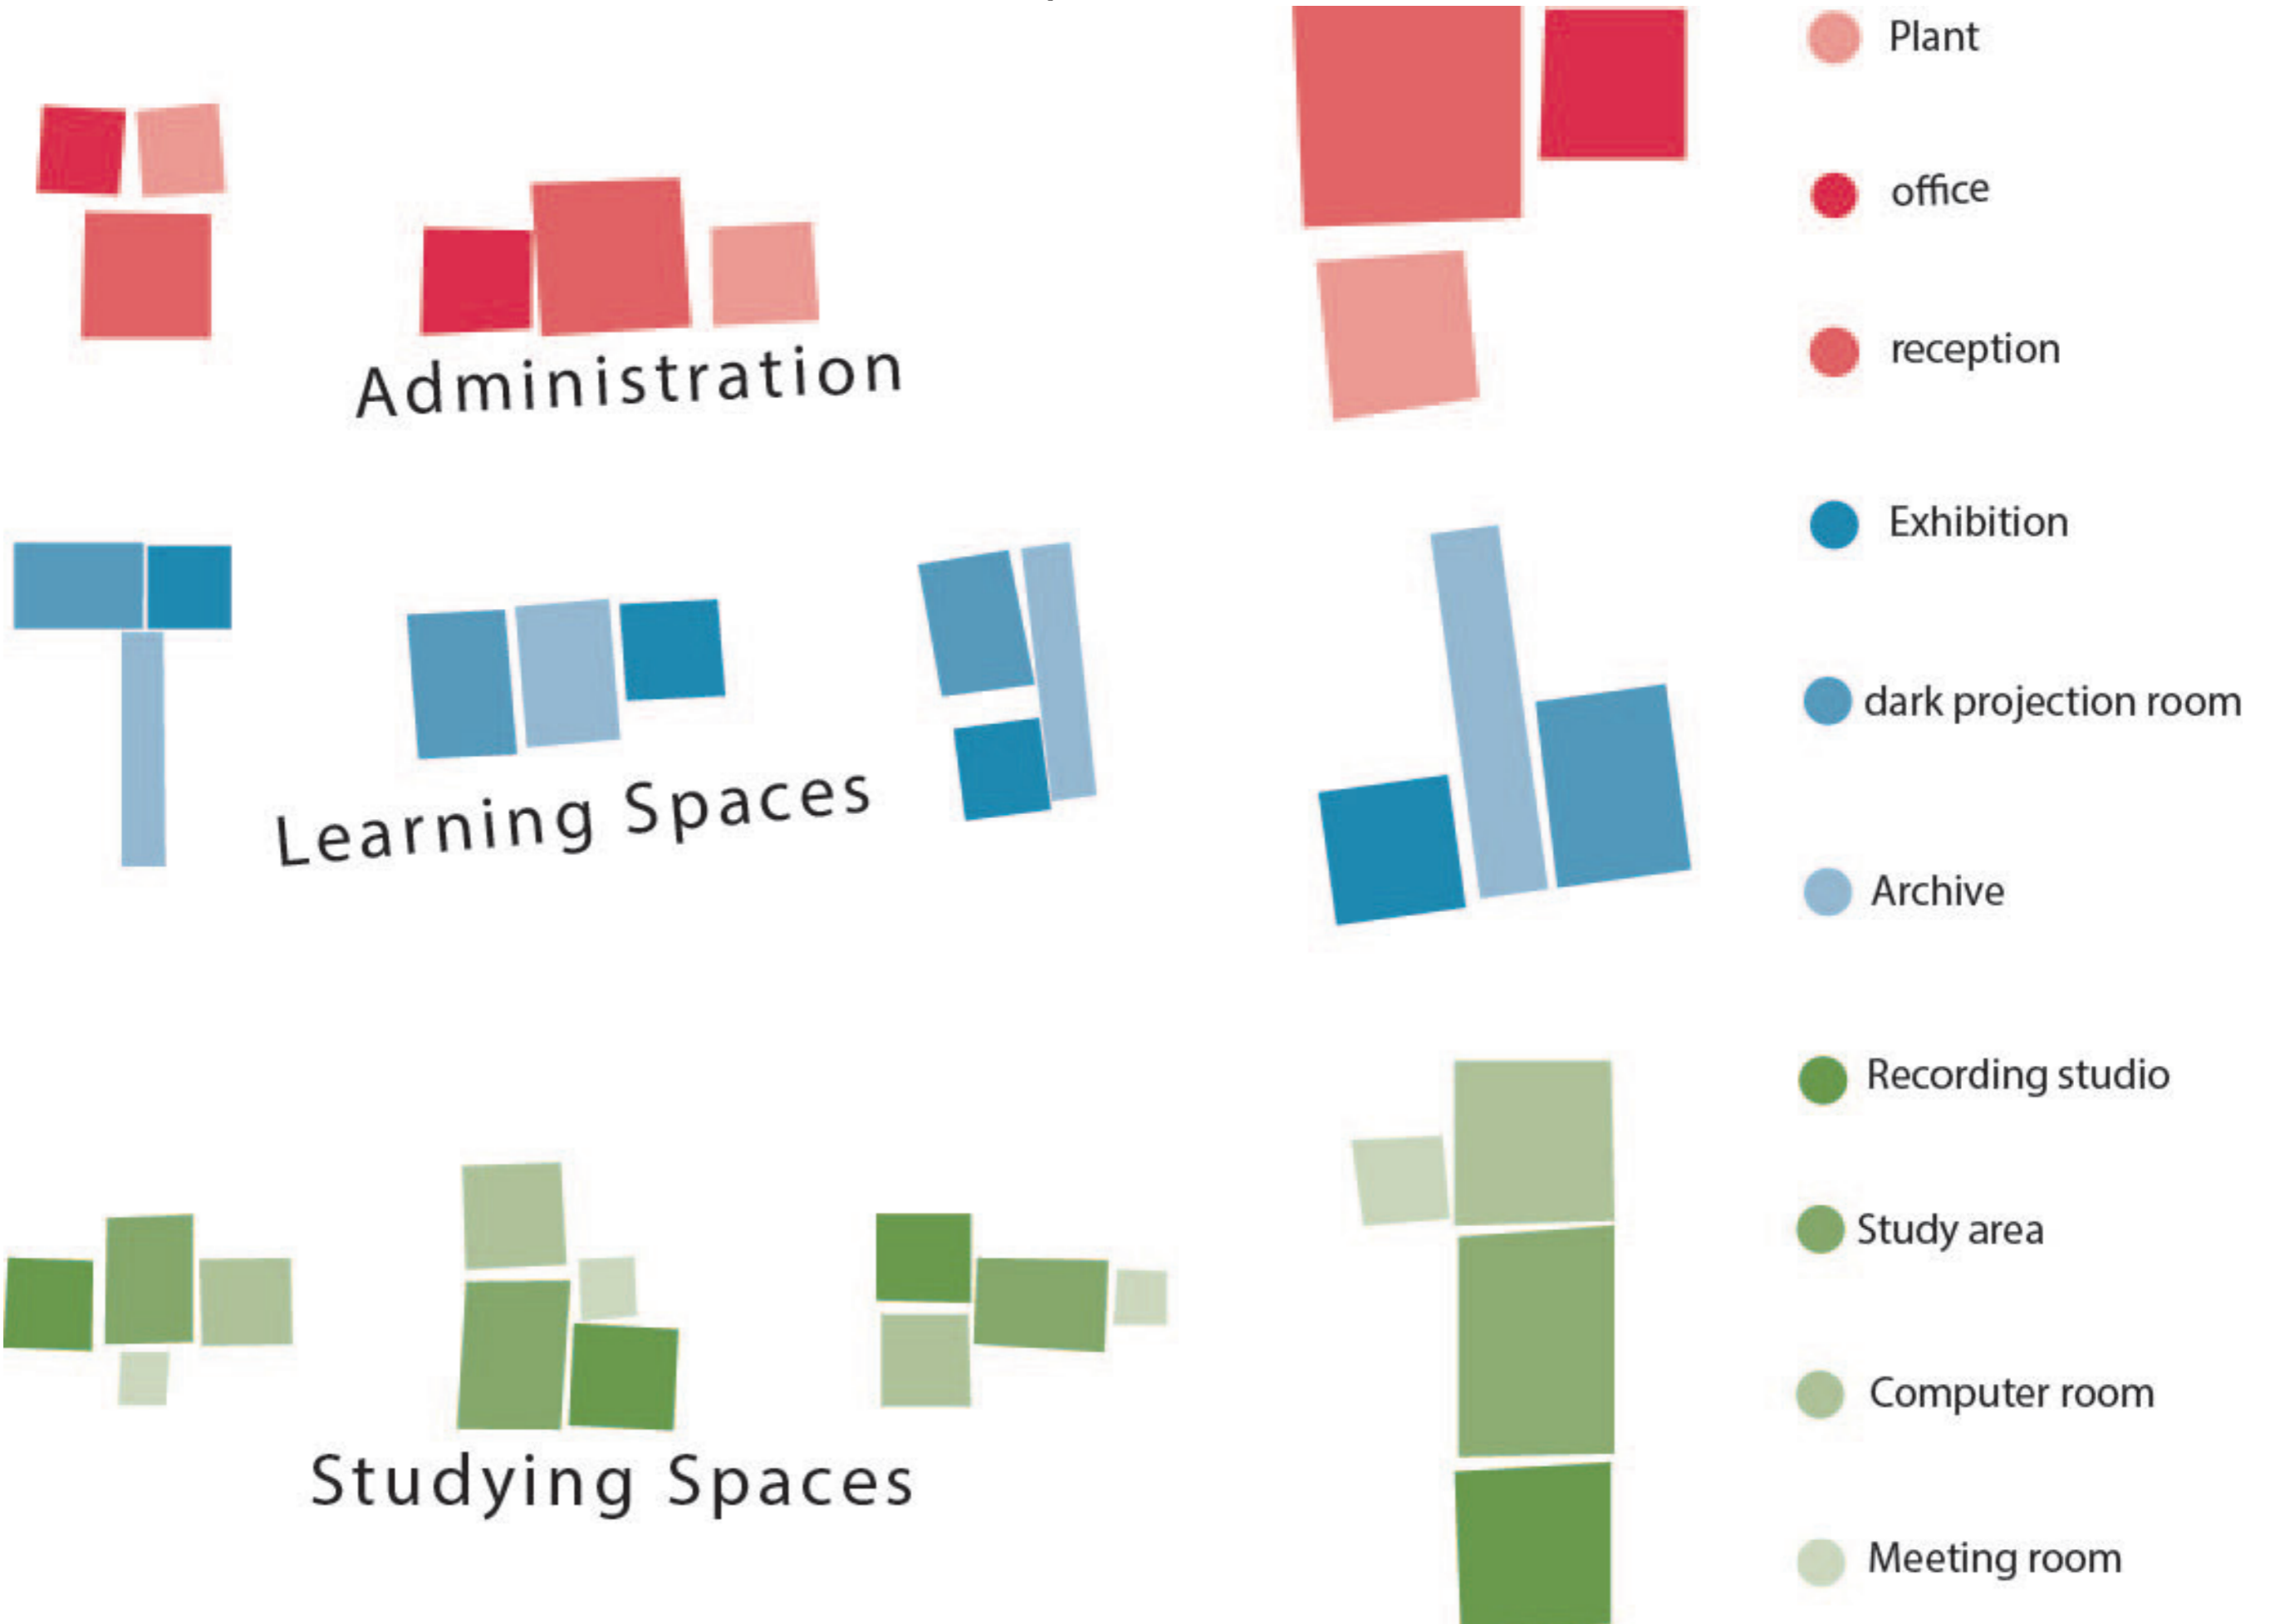 Plant
office
reception
Administration
Exhibition
dark projection room
Archive
Learning Spaces
Recording studio
Study area
Computer room
Meeting room
Studying Spaces